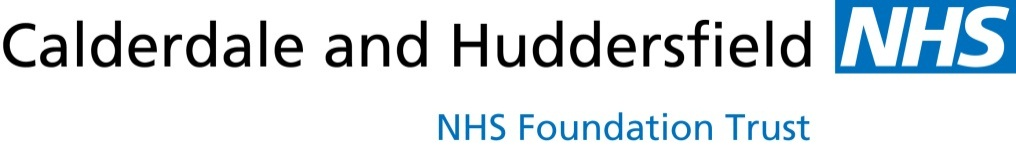 Calderdale and Huddersfield NHS
NHS Foundation Trust